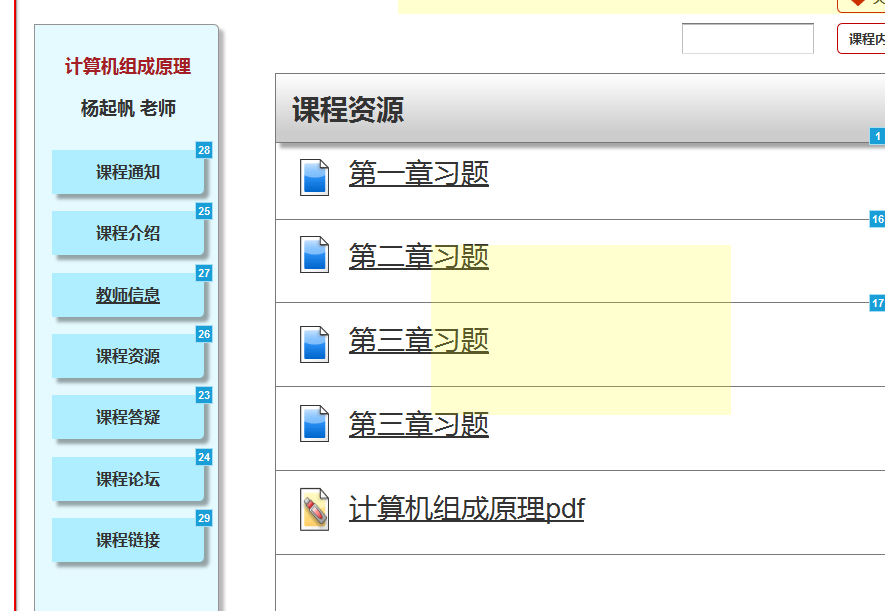 课程内
计算机组成原理
杨起帆 老师
28
课程通知
25
课程介绍
27
教师信息
26
课程资源
23
课程答疑
24
课程论坛
29
课程链接
课程资源
1
第一章习题
16
第二章习题
17
第三章习题
第三章习题
计算机组成原理pdf